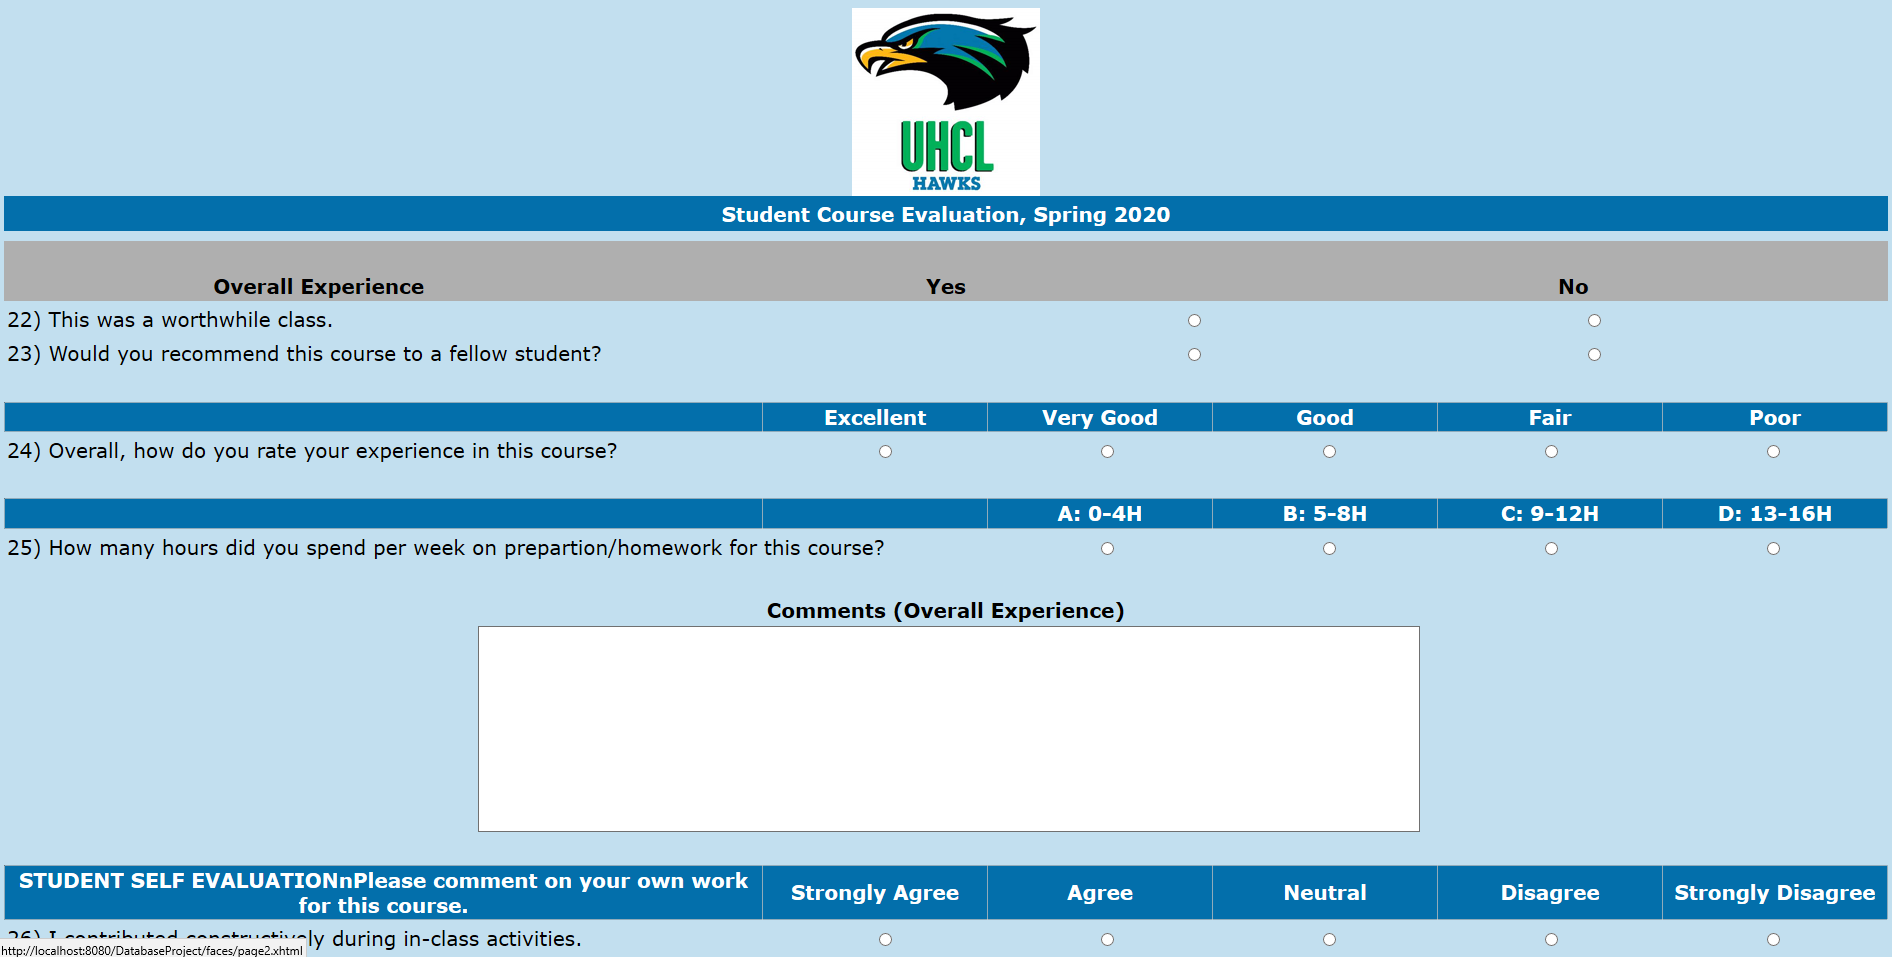 UHCL
HAWKS
Student Course Evaluation, Spring 2020
Overall Experience Yes No
22) This was a worthwhile class.
23) Would you recommend this course to a fellow student?
Excellent Very Good Good Fair Poor
24) Overall, how do you rate your experience in this course?
A: 0-4H B: 5-8H C: 9-12H D: 13-16H
25) How many hours did you spend per week on prepartion/homework for this course?
Comments (Overall Experience)
STUDENT SELF EVALUATIONnPlease comment on your own work
for this course.
Strongly Agree Agree Neutral Disagree Strongly Disagree
26) I contributed constructively during in-class activities.
http://localhost:8080/DatabaseProject/faces/page2.xhtml